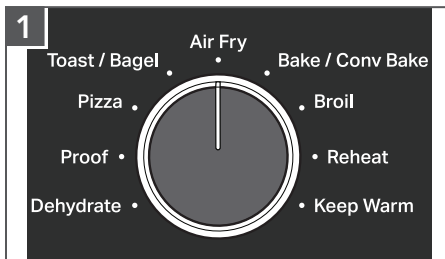 1
Air Fry
Toast / Bagel
Bake / Conv Bake
Pizza
Broil
Proof
Reheat
Dehydrate
Keep Warm